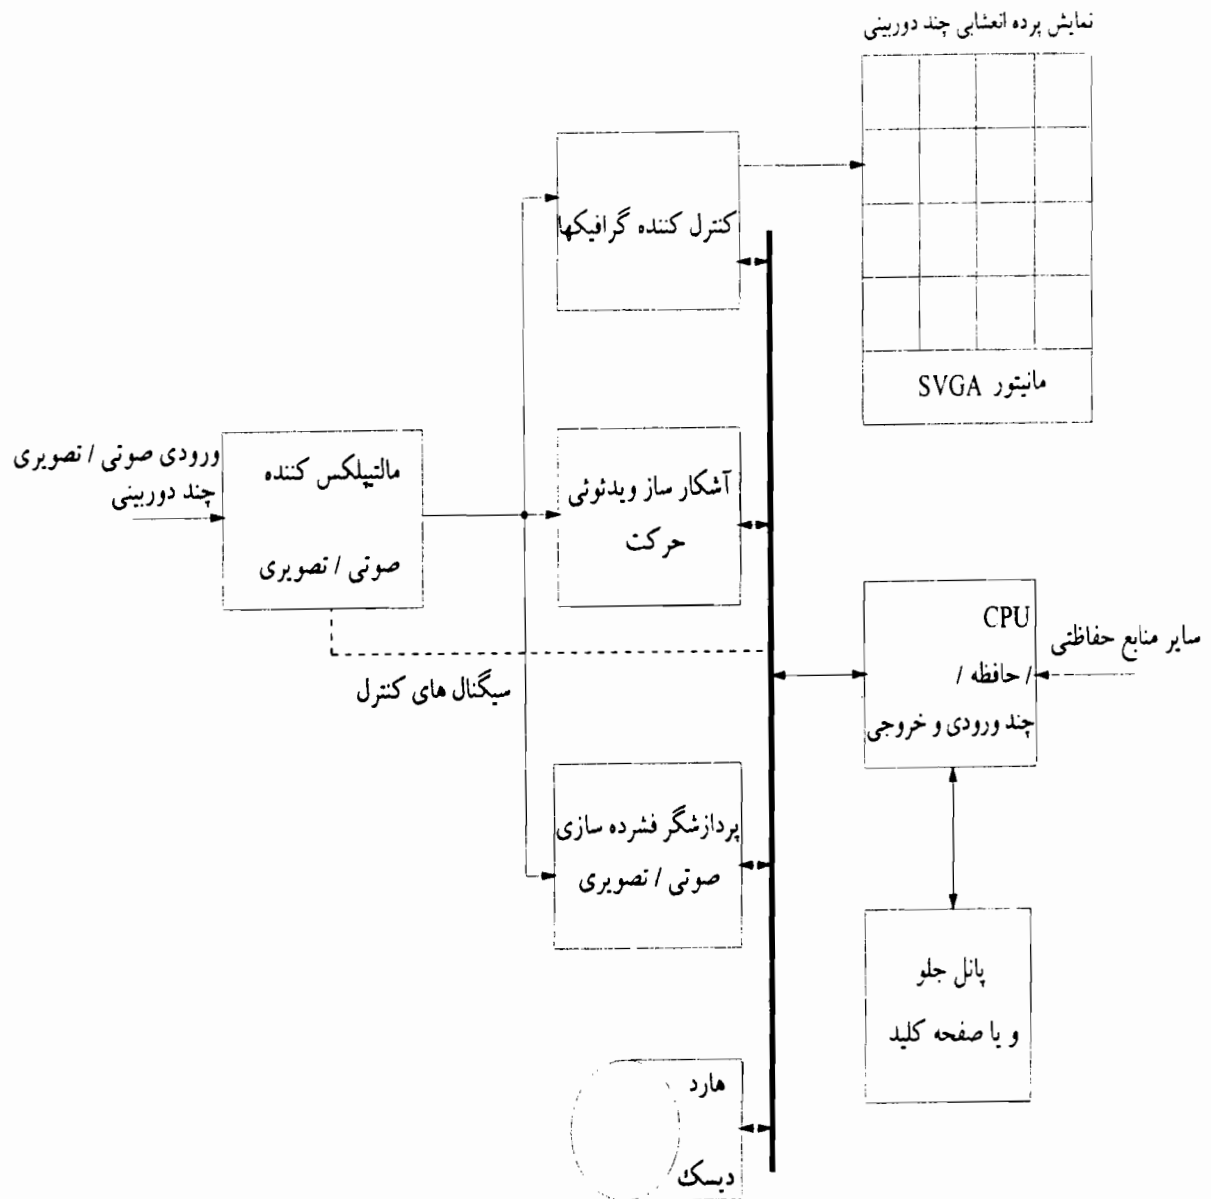 نمایش پرده انعشابی چند دوربینی
کنترل کننده گرافیکها
مانیتور SVGA
ورودی صوتی / تصویری
چند دوربینی
مالتیپلکس کننده
صوتی / تصویری
آشکار ساز ویدئوئی
حرکت
سیگنال های کنترل
CPU
/ حافظه /
چند ورودی و خروجی
سایر منابع حفاظتی
پردازشگر فشرده سازی
صوتی / تصویری
پانل جلو
و یا صفحه کلید
هارد
دیسک